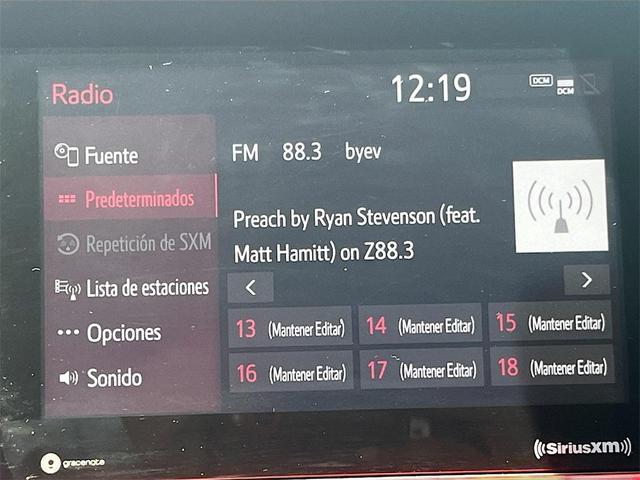 Radio
12:19
DCM
DCM
Fuente
FM 88.3 byev
Predeterminados
Preach by Ryan Stevenson (feat.
Matt Hamitt) on Z88.3
Repetición de SXM
Lista de estaciones
Opciones
Sonido
< >
13 (Mantener Editar) 14 (Mantener Editar) 15 (Mantener Editar)
16 (Mantener Editar) 17 (Mantener Editar) 18 (Mantener Editar)
gracenote
SiriusXM